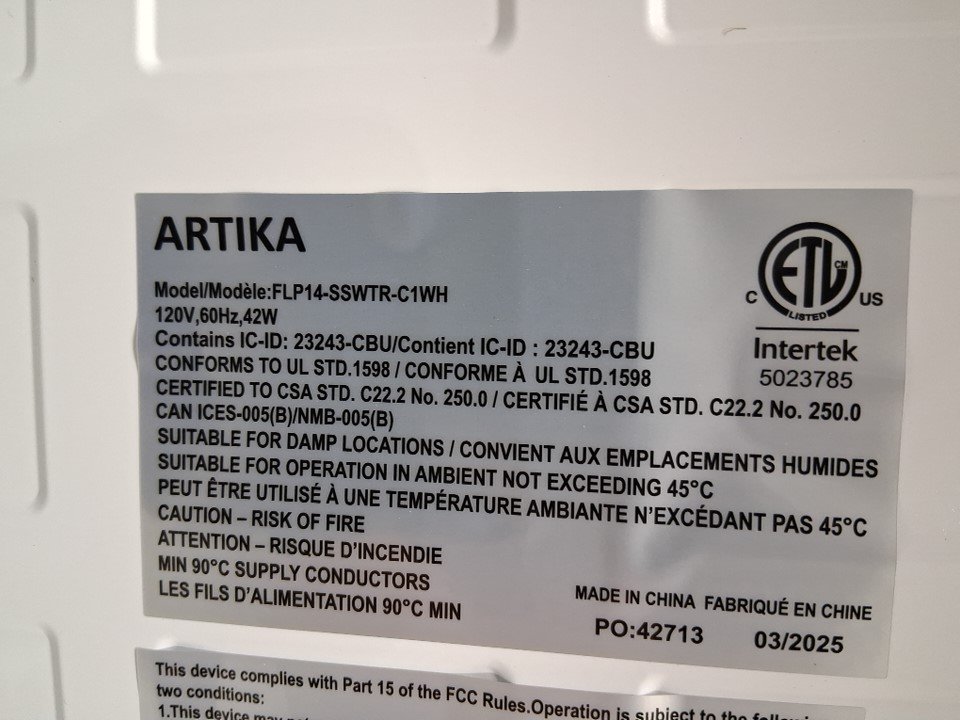 ARTIKA
Model/Modèle:FLP14-SSWTR-C1WH
120V,60Hz,42W
Contains IC-ID: 23243-CBU/Contient IC-ID : 23243-CBU
CONFORMS TO UL STD.1598 / CONFORME À UL STD.1598
CERTIFIED TO CSA STD. C22.2 No. 250.0 / CERTIFIÉ À CSA STD. C22.2 No. 250.0
CAN ICES-005(B)/NMB-005(B)
SUITABLE FOR DAMP LOCATIONS / CONVIENT AUX EMPLACEMENTS HUMIDES
SUITABLE FOR OPERATION IN AMBIENT NOT EXCEEDING 45°C
PEUT ÊTRE UTILISÉ À UNE TEMPÉRATURE AMBIANTE N'EXCÉDANT PAS 45°C
CAUTION – RISK OF FIRE
ATTENTION – RISQUE D'INCENDIE
MIN 90°C SUPPLY CONDUCTORS
LES FILS D'ALIMENTATION 90°C MIN
ETL CM
C US
LISTED
Intertek
5023785
MADE IN CHINA FABRIQUÉ EN CHINE
PO:42713 03/2025
This device complies with Part 15 of the FCC Rules.Operation is subject to the
two conditions:
1.This device may